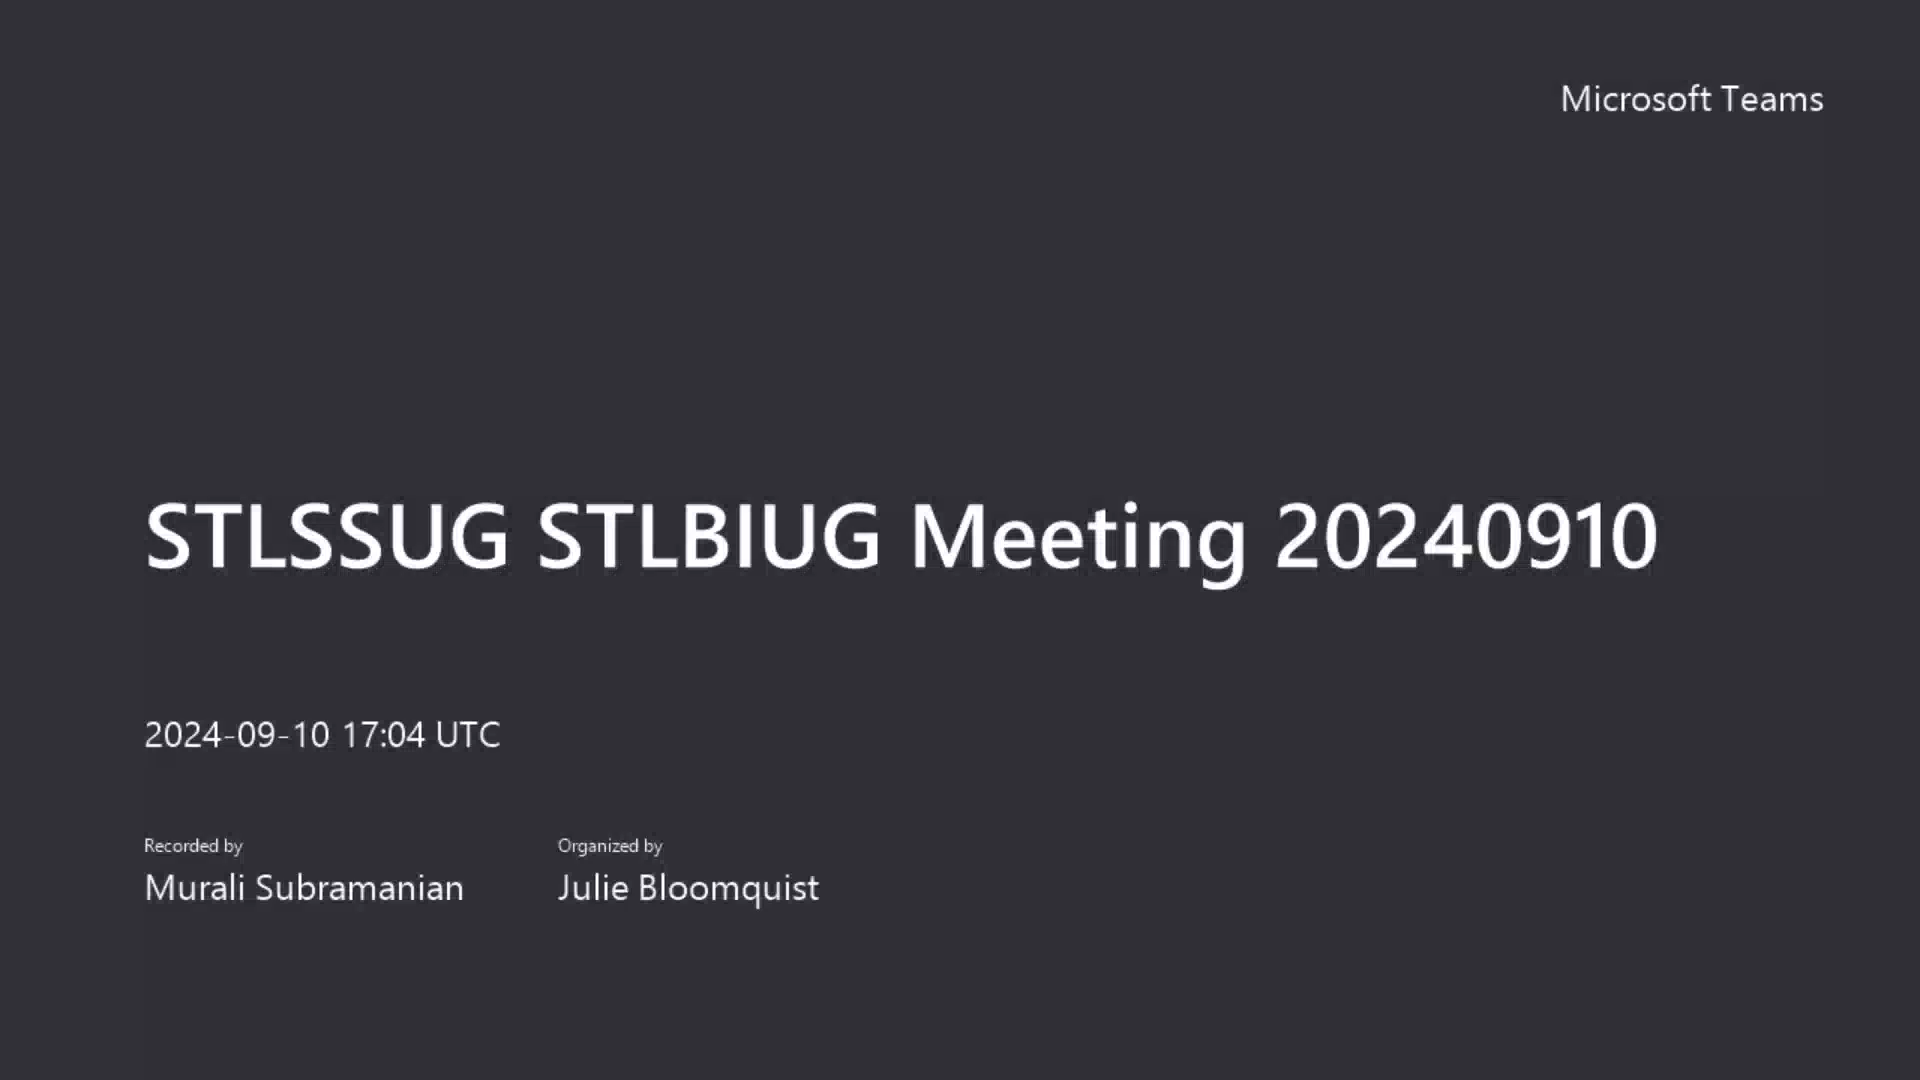 Microsoft Teams
STLSSUG STLBIUG Meeting 20240910
2024-09-10 17:04 UTC
Recorded by
Murali Subramanian
Organized by
Julie Bloomquist